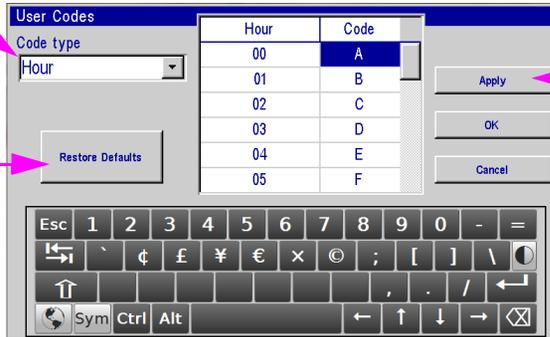 User Codes
Code type
Hour
Hour Code
00 A
01 B
02 C
03 D
04 E
05 F
Apply
OK
Cancel
Restore Defaults
Esc 1 2 3 4 5 6 7 8 9 0 - =
` ¢ £ ¥ € × © ; [ ] \
, . /
Sym Ctrl Alt ← ↑ ↓ →